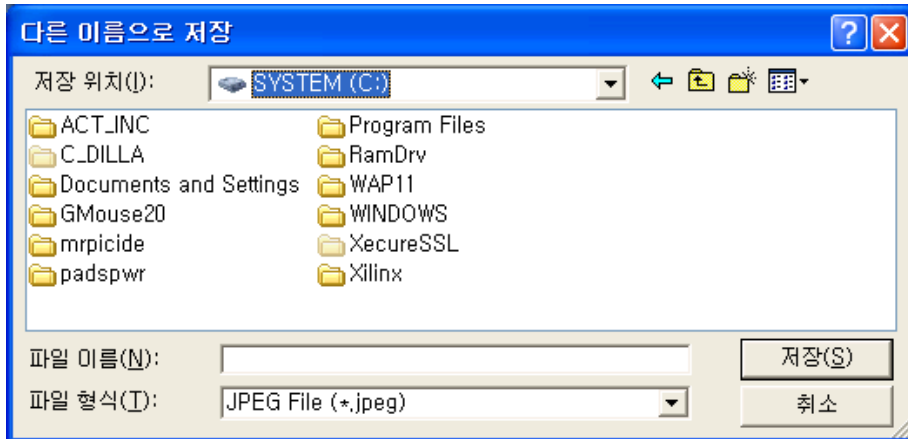 다른 이름으로 저장
저장 위치(I): SYSTEM (C:)
ACT_INC Program Files
C_DILLA RamDrv
Documents and Settings WAP11
GMouse20 WINDOWS
mrpicide XecureSSL
padspwr Xilinx
파일 이름(N): 저장(S)
파일 형식(T): JPEG File (*.jpeg) 취소